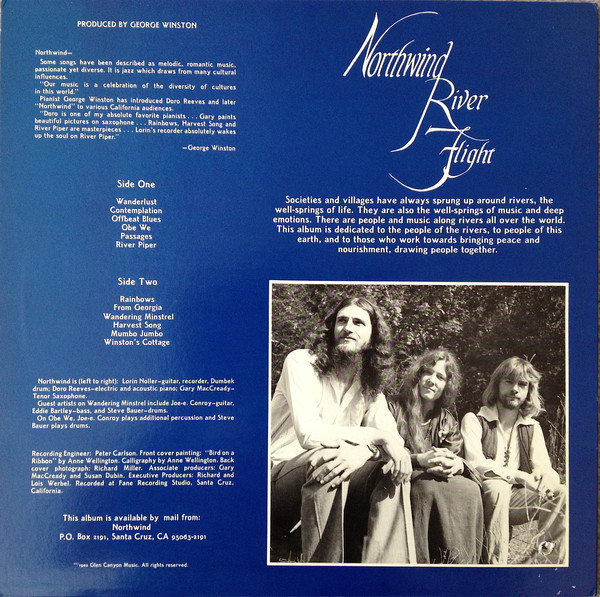 PRODUCED BY GEORGE WINSTON
Northwind—
Some songs have been described as melodic, romantic music,
passionate yet diverse. It is jazz which draws from many cultural
influences.
"Our music is a celebration of the diversity of cultures
in this world."
Pianist George Winston has introduced Doro Reeves and later
"Northwind" to various California audiences.
"Doro is one of my absolute favorite pianists . . . Gary paints
beautiful pictures on saxophone . . . Rainbows, Harvest Song and
River Piper are masterpieces . . . Lorin's recorder absolutely wakes
up the soul on River Piper."
—George Winston
Side One
Wanderlust
Contemplation
Offbeat Blues
Obe We
Passages
River Piper
Side Two
Rainbows
From Georgia
Wandering Minstrel
Harvest Song
Mumbo Jumbo
Winston's Cottage
Northwind is (left to right): Lorin Noller–guitar, recorder, Dumbek
drum; Doro Reeves–electric and acoustic piano; Gary MacCready–
Tenor Saxophone.
Guest artists on Wandering Minstrel include Joe-e. Conroy–guitar,
Eddie Bartley–bass, and Steve Bauer–drums.
On Obe We, Joe-e. Conroy plays additional percussion and Steve
Bauer plays drums.
Recording Engineer: Peter Carlson. Front cover painting: "Bird on a
Ribbon" by Anne Wellington. Calligraphy by Anne Wellington. Back
cover photograph: Richard Miller. Associate producers: Gary
MacCready and Susan Dubin. Executive Producers: Richard and
Lois Werbel. Recorded at Fane Recording Studio, Santa Cruz,
California.
This album is available by mail from:
Northwind
P.O. Box 2191, Santa Cruz, CA 95063-2191
Glen Canyon Music. All rights reserved.
Northwind
River
Flight
Societies and villages have always sprung up around rivers, the
well-springs of life. They are also the well-springs of music and deep
emotions. There are people and music along rivers all over the world.
This album is dedicated to the people of the rivers, to people of this
earth, and to those who work towards bringing peace and
nourishment, drawing people together.